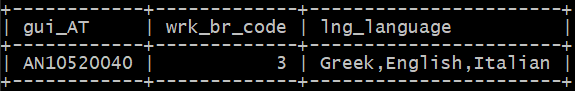 +------------+-------------+-----------------------+
| gui_AT     | wrk_br_code | lng_language          |
+------------+-------------+-----------------------+
| AN10520040 |           3 | Greek,English,Italian |
+------------+-------------+-----------------------+